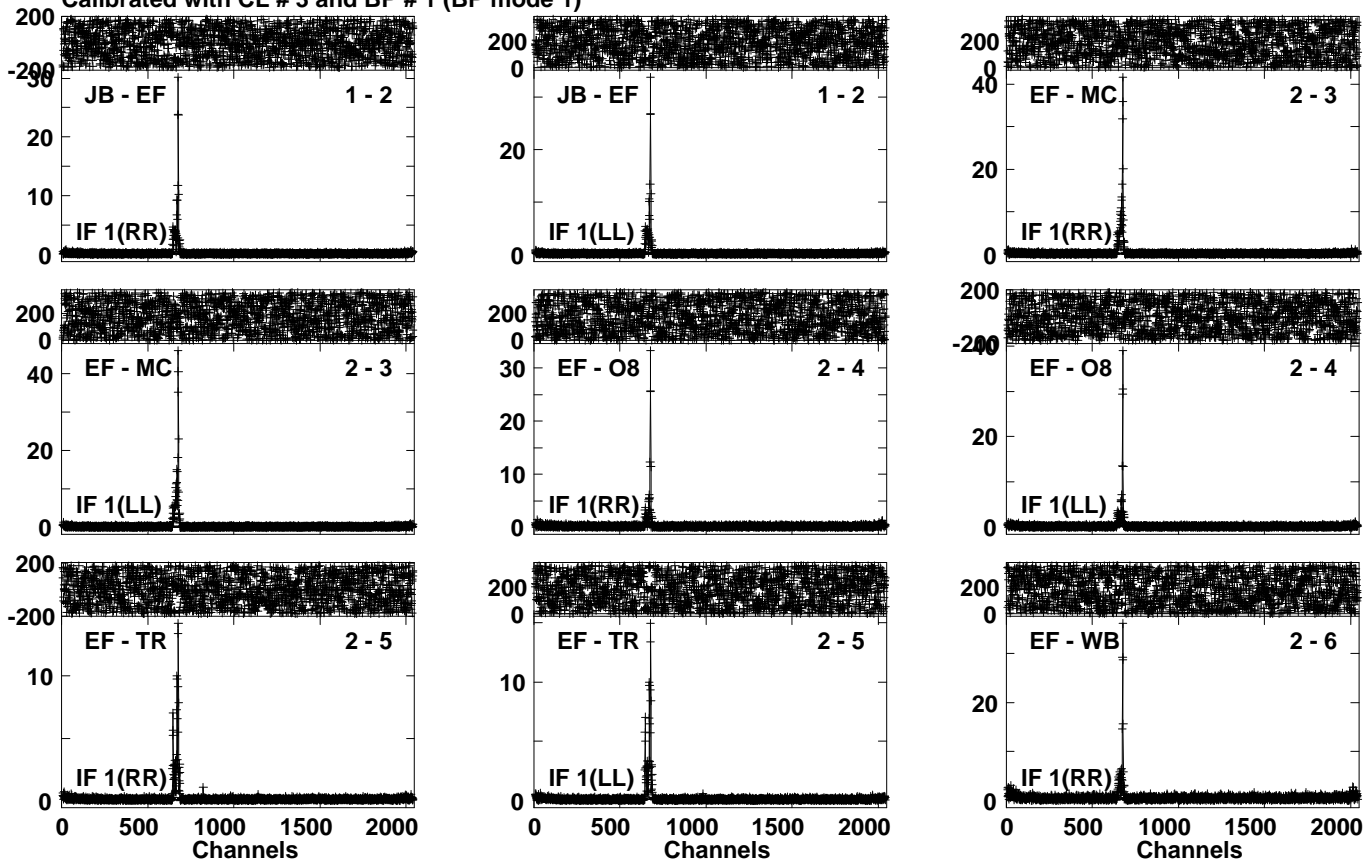 Calibrated with CL # 3 and BP # 1 (BP mode 1)
200
-200
30
20
10
0
JB - EF
1 - 2
IF 1(RR)
200
0
20
0
JB - EF
1 - 2
IF 1(LL)
200
0
40
20
0
EF - MC
2 - 3
IF 1(RR)
200
0
40
20
0
EF - MC
2 - 3
IF 1(LL)
200
0
30
20
10
0
EF - O8
2 - 4
IF 1(RR)
200
-200
40
20
0
EF - O8
2 - 4
IF 1(LL)
200
-200
10
0
EF - TR
2 - 5
IF 1(RR)
0 500 1000 1500 2000
Channels
200
0
10
0
EF - TR
2 - 5
IF 1(LL)
0 500 1000 1500 2000
Channels
200
0
20
0
EF - WB
2 - 6
IF 1(RR)
0 500 1000 1500 2000
Channels